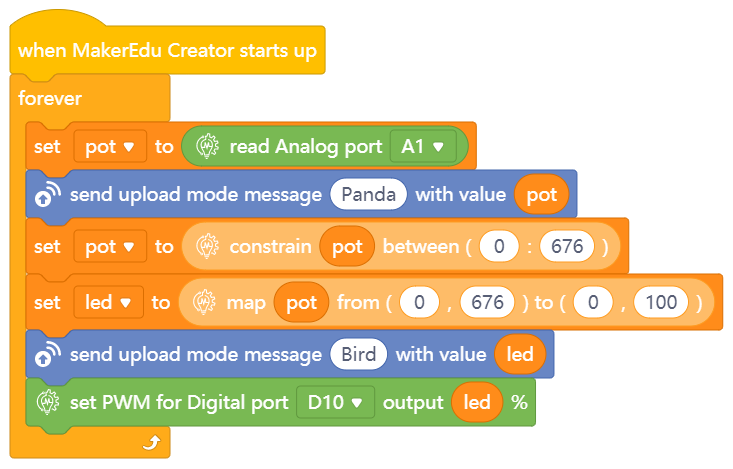 when MakerEdu Creator starts up
forever
set pot to read Analog port A1
send upload mode message Panda with value pot
set pot to constrain pot between ( 0 : 676 )
set led to map pot from ( 0 , 676 ) to ( 0 , 100 )
send upload mode message Bird with value led
set PWM for Digital port D10 output led %